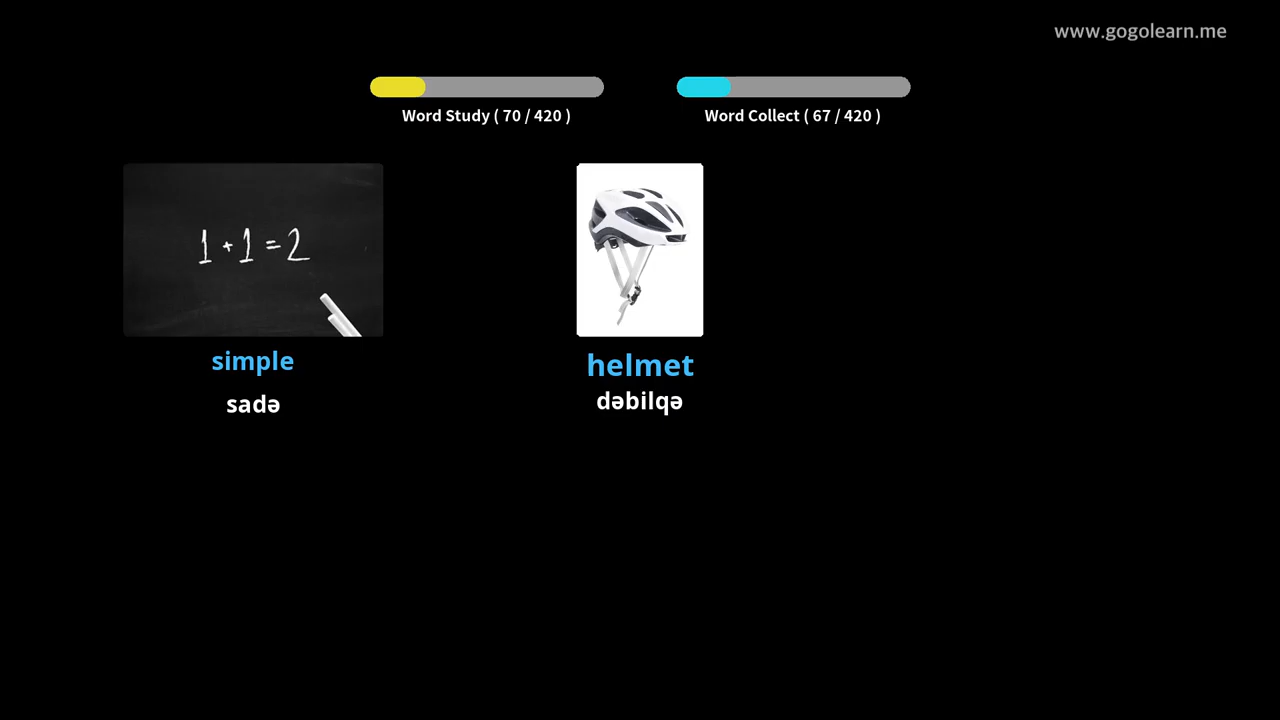 www.gogolearn.me
Word Study ( 70 / 420 )
Word Collect ( 67 / 420 )
1 + 1 = 2
simple
sadə
helmet
dəbilqə